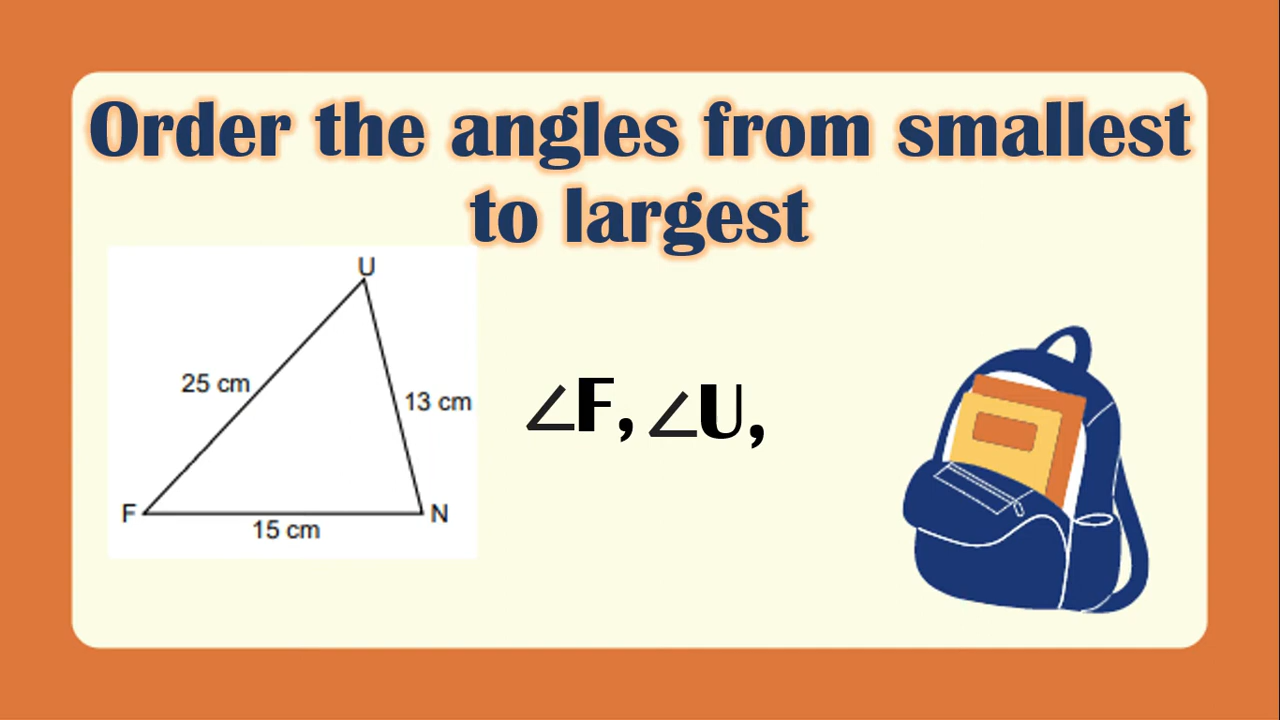 Order the angles from smallest
to largest
U
25 cm
13 cm
∠F, ∠U,
F
N
15 cm